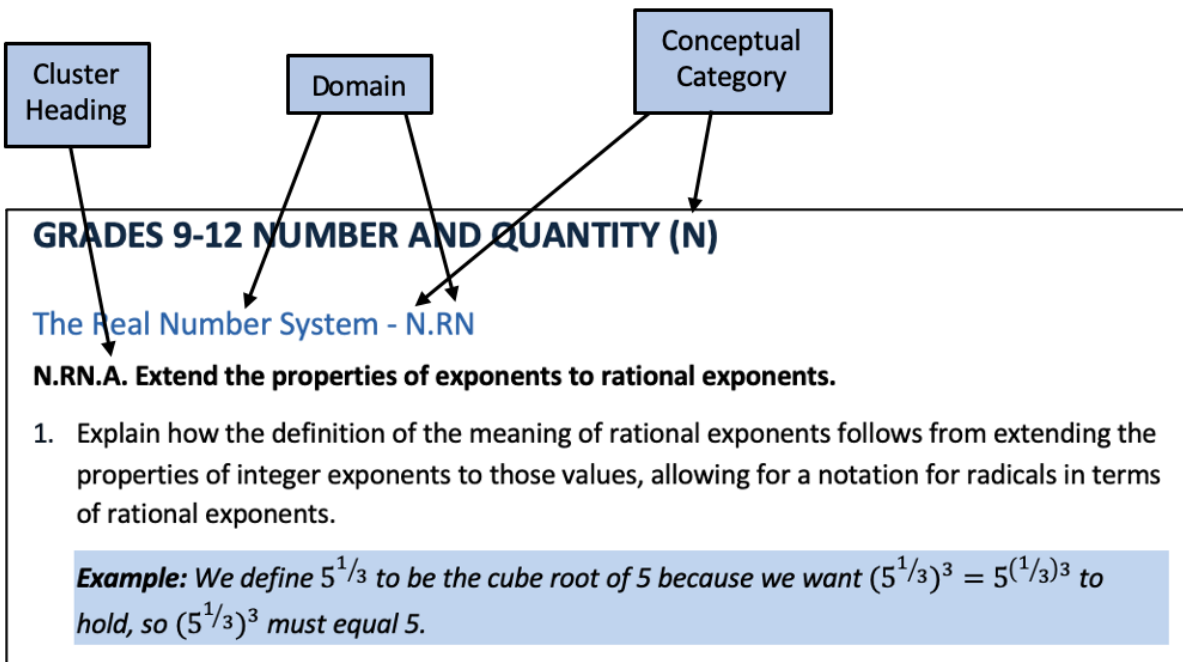 Cluster
Heading
Domain
Conceptual
Category
GRADES 9-12 NUMBER AND QUANTITY (N)
The Real Number System - N.RN
N.RN.A. Extend the properties of exponents to rational exponents.
1. Explain how the definition of the meaning of rational exponents follows from extending the
properties of integer exponents to those values, allowing for a notation for radicals in terms
of rational exponents.
Example: We define 5^1/3 to be the cube root of 5 because we want (5^1/3)^3 = 5^(1/3)3 to
hold, so (5^1/3)^3 must equal 5.